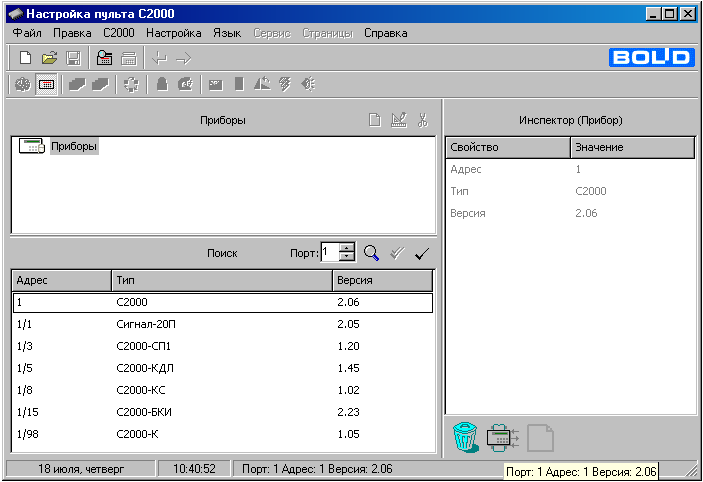 Настройка пульта С2000
Файл Правка С2000 Настройка Язык Сервис Страницы Справка
BOLID
Приборы
Инспектор (Прибор)
Приборы
Свойство Значение
Адрес 1
Тип С2000
Версия 2.06
Поиск Порт: 1
Адрес Тип Версия
1 С2000 2.06
1/1 Сигнал-20П 2.05
1/3 С2000-СП1 1.20
1/5 С2000-КДЛ 1.45
1/8 С2000-КС 1.02
1/15 С2000-БКИ 2.23
1/98 С2000-К 1.05
18 июля, четверг 10:40:52 Порт: 1 Адрес: 1 Версия: 2.06
Порт: 1 Адрес: 1 Версия: 2.06